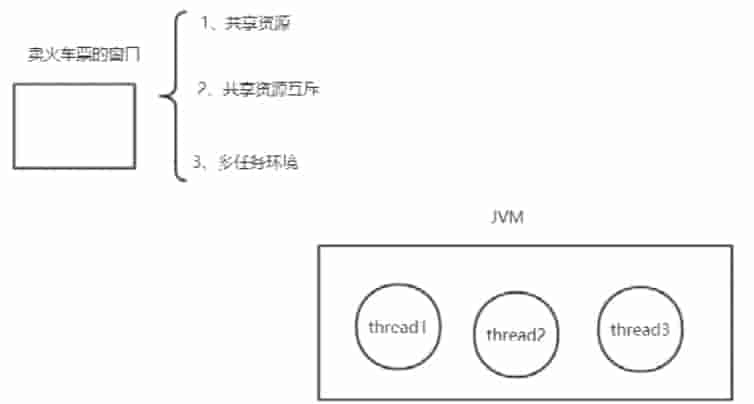 卖火车票的窗口
1、共享资源
2、共享资源互斥
3、多任务环境
JVM
thread1
thread2
thread3